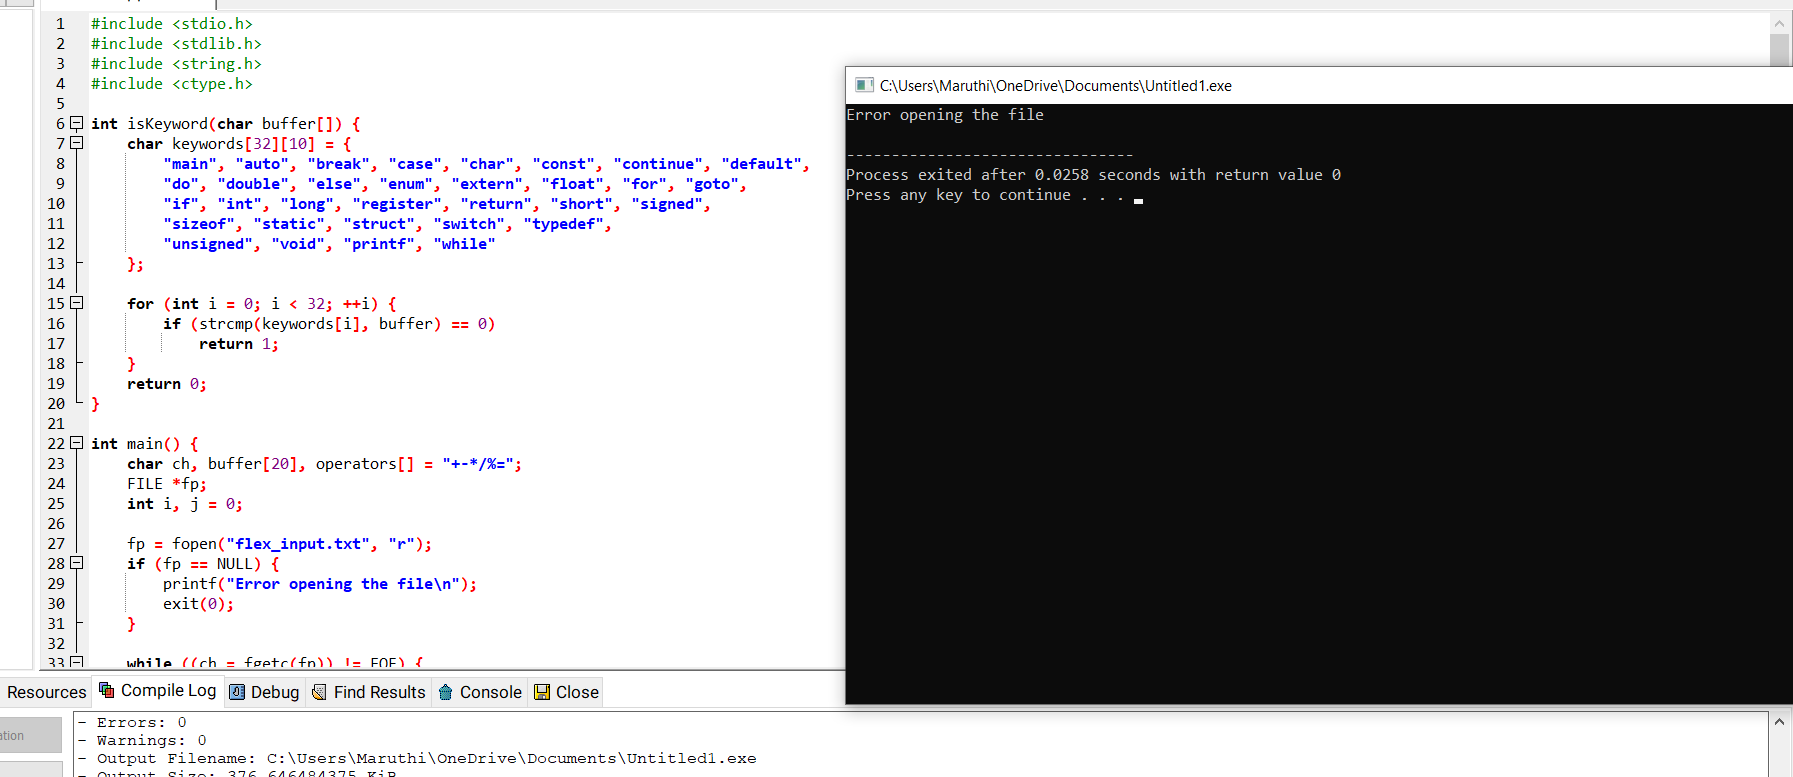 1 #include <stdio.h>
2 #include <stdlib.h>
3 #include <string.h>
4 #include <ctype.h>
5
6 int isKeyword(char buffer[]) {
7 char keywords[32][10] = {
8 "main", "auto", "break", "case", "char", "const", "continue", "default",
9 "do", "double", "else", "enum", "extern", "float", "for", "goto",
10 "if", "int", "long", "register", "return", "short", "signed",
11 "sizeof", "static", "struct", "switch", "typedef",
12 "unsigned", "void", "printf", "while"
13 };
14
15 for (int i = 0; i < 32; ++i) {
16 if (strcmp(keywords[i], buffer) == 0)
17 return 1;
18 }
19 return 0;
20 }
21
22 int main() {
23 char ch, buffer[20], operators[] = "+-*/%=";
24 FILE *fp;
25 int i, j = 0;
26
27 fp = fopen("flex_input.txt", "r");
28 if (fp == NULL) {
29 printf("Error opening the file\n");
30 exit(0);
31 }
32
33 while ((ch = fgetc(fp)) != EOF) {
C:\Users\Maruthi\OneDrive\Documents\Untitled1.exe
Error opening the file
--------------------------------
Process exited after 0.0258 seconds with return value 0
Press any key to continue . . .
Resources Compile Log Debug Find Results Console Close
- Errors: 0
- Warnings: 0
- Output Filename: C:\Users\Maruthi\OneDrive\Documents\Untitled1.exe
- Output Size: 376.646484375 KiB